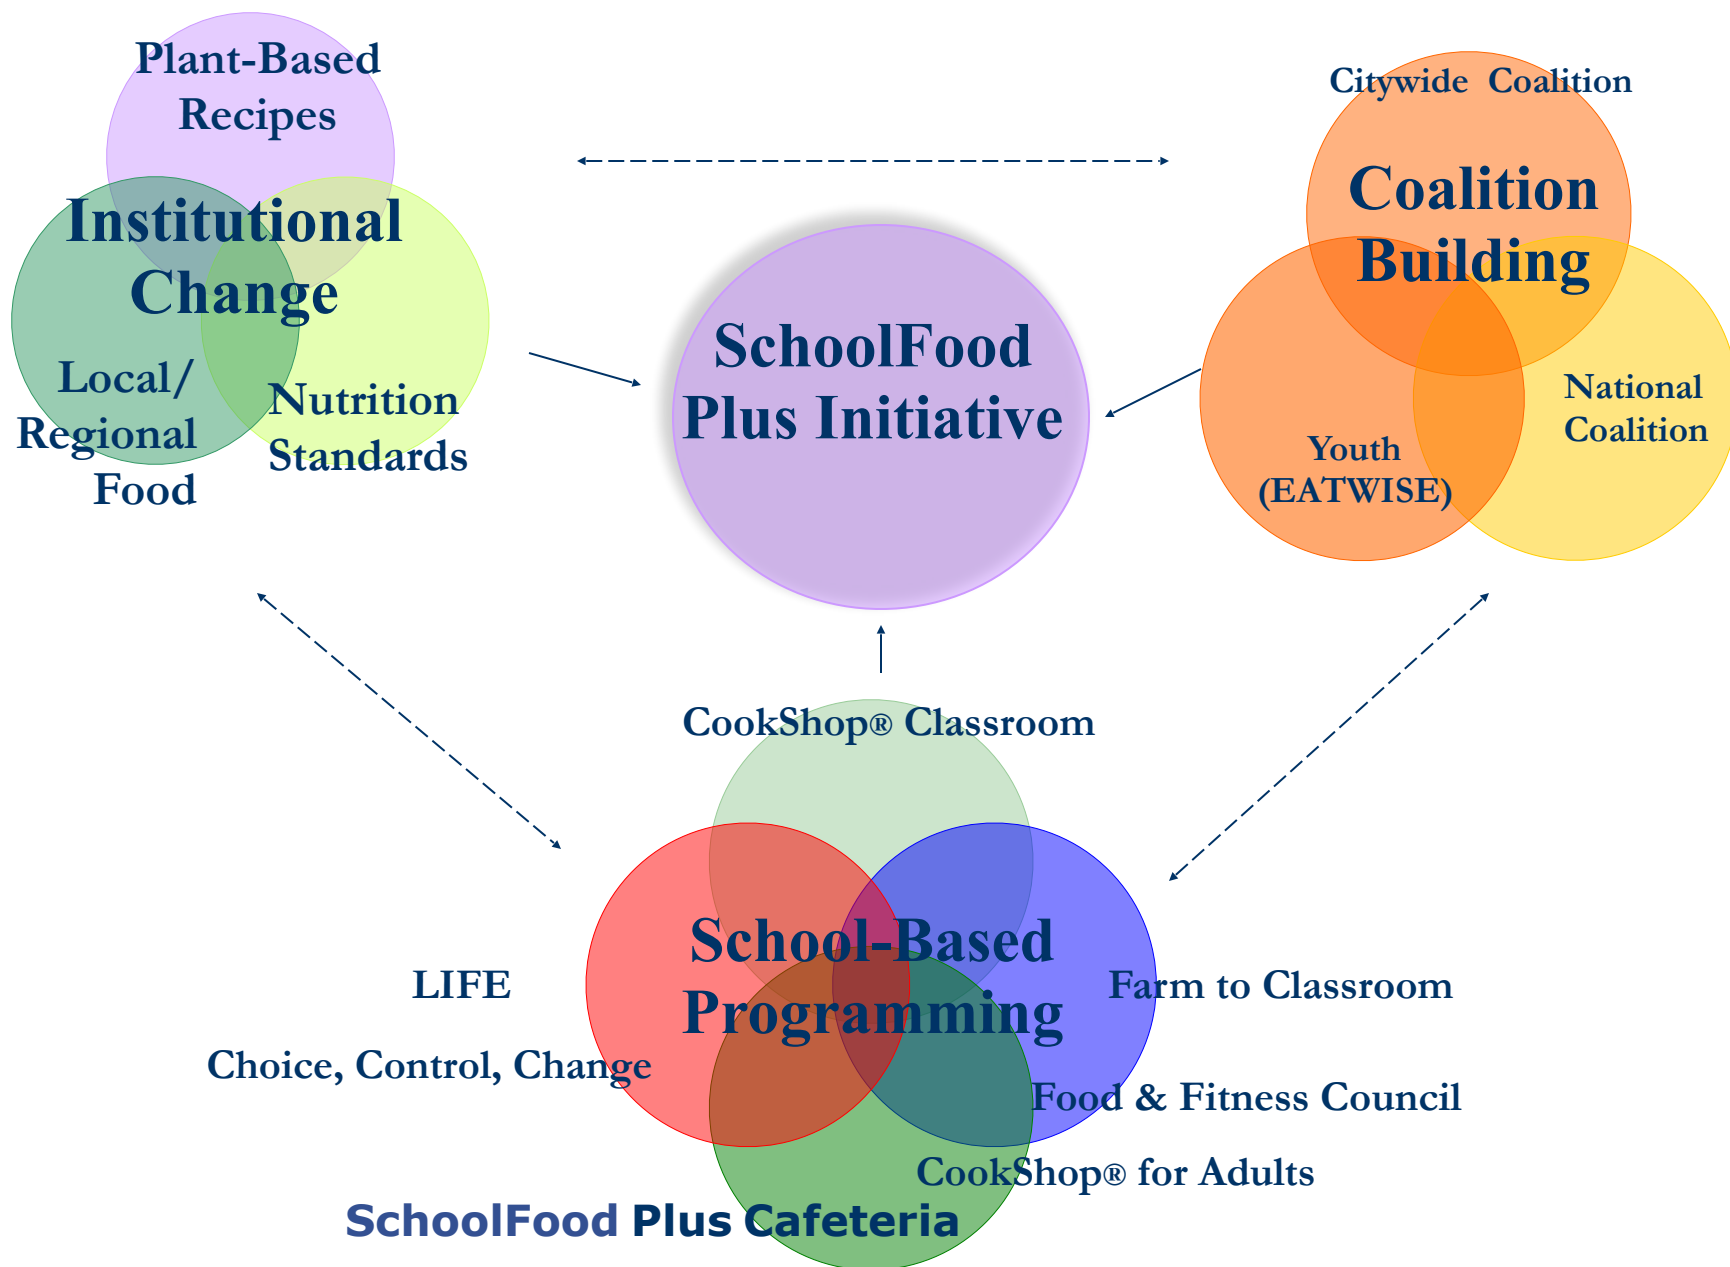 Plant-Based
Recipes
Institutional
Change
Local/
Regional
Food
Nutrition
Standards
Citywide  Coalition
Coalition
Building
National
Coalition
Youth
(EATWISE)
SchoolFood
Plus Initiative
CookShop® Classroom
School-Based
Programming
LIFE
Farm to Classroom
Choice, Control, Change
Food & Fitness Council
CookShop® for Adults
SchoolFood Plus Cafeteria